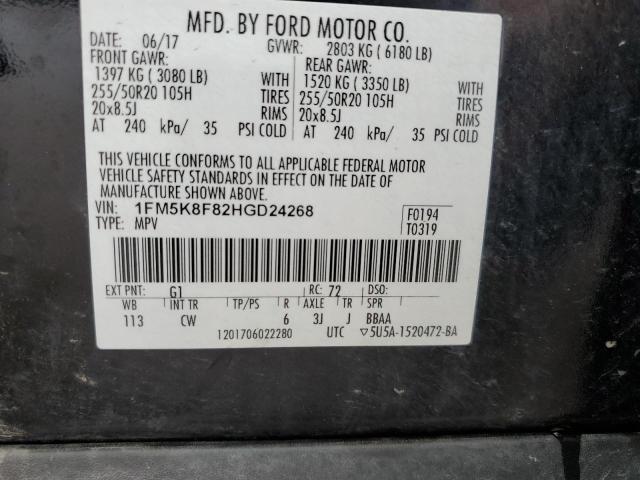 MFD. BY FORD MOTOR CO.
DATE: 06/17 GVWR: 2803 KG ( 6180 LB)
FRONT GAWR: REAR GAWR:
1397 KG ( 3080 LB) WITH 1520 KG ( 3350 LB) WITH
255/50R20 105H TIRES 255/50R20 105H TIRES
20x8.5J RIMS 20x8.5J RIMS
AT 240 kPa/ 35 PSI COLD AT 240 kPa/ 35 PSI COLD
THIS VEHICLE CONFORMS TO ALL APPLICABLE FEDERAL MOTOR
VEHICLE SAFETY STANDARDS IN EFFECT ON THE DATE OF
MANUFACTURE SHOWN ABOVE.
VIN: 1FM5K8F82HGD24268 F0194
TYPE: MPV T0319
EXT PNT: G1 RC: 72 DSO:
WB INT TR TP/PS R AXLE TR SPR
113 CW 6 3J J BBAA
1201706022280 UTC ▽5U5A-1520472-BA